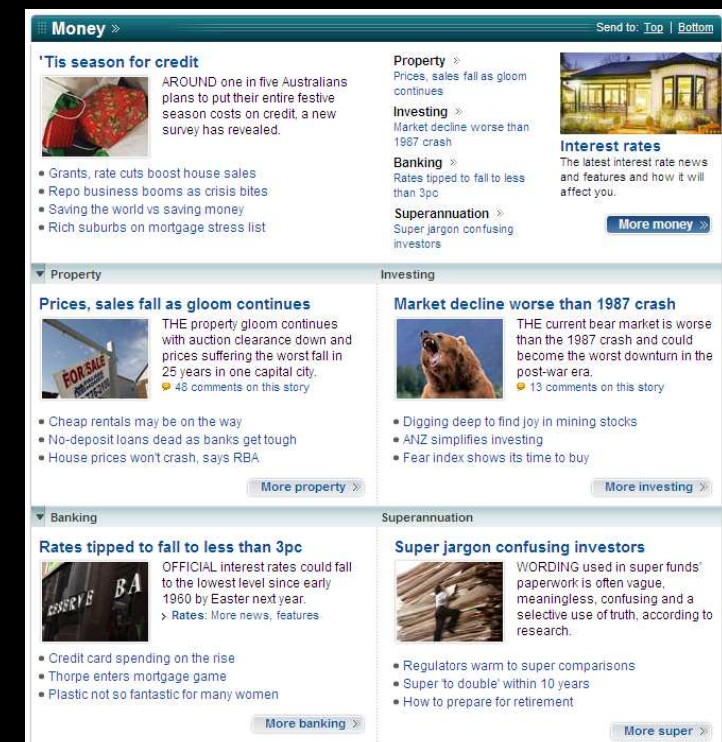 Money »
Send to: Top | Bottom
'Tis season for credit
AROUND one in five Australians
plans to put their entire festive
season costs on credit, a new
survey has revealed.
Grants, rate cuts boost house sales
Repo business booms as crisis bites
Saving the world vs saving money
Rich suburbs on mortgage stress list
Property »
Prices, sales fall as gloom
continues
Investing »
Market decline worse than
1987 crash
Banking »
Rates tipped to fall to less
than 3pc
Superannuation »
Super jargon confusing
investors
Interest rates
The latest interest rate news
and features and how it will
affect you.
More money »
Property
Prices, sales fall as gloom continues
THE property gloom continues
with auction clearance down and
prices suffering the worst fall in
25 years in one capital city.
48 comments on this story
FOR SALE
Cheap rentals may be on the way
No-deposit loans dead as banks get tough
House prices won't crash, says RBA
More property »
Investing
Market decline worse than 1987 crash
THE current bear market is worse
than the 1987 crash and could
become the worst downturn in the
post-war era.
13 comments on this story
Digging deep to find joy in mining stocks
ANZ simplifies investing
Fear index shows its time to buy
More investing »
Banking
Rates tipped to fall to less than 3pc
OFFICIAL interest rates could fall
to the lowest level since early
1960 by Easter next year.
Rates: More news, features
RESERVE BA
Credit card spending on the rise
Thorpe enters mortgage game
Plastic not so fantastic for many women
More banking »
Superannuation
Super jargon confusing investors
WORDING used in super funds'
paperwork is often vague,
meaningless, confusing and a
selective use of truth, according to
research.
Regulators warm to super comparisons
Super 'to double' within 10 years
How to prepare for retirement
More super »